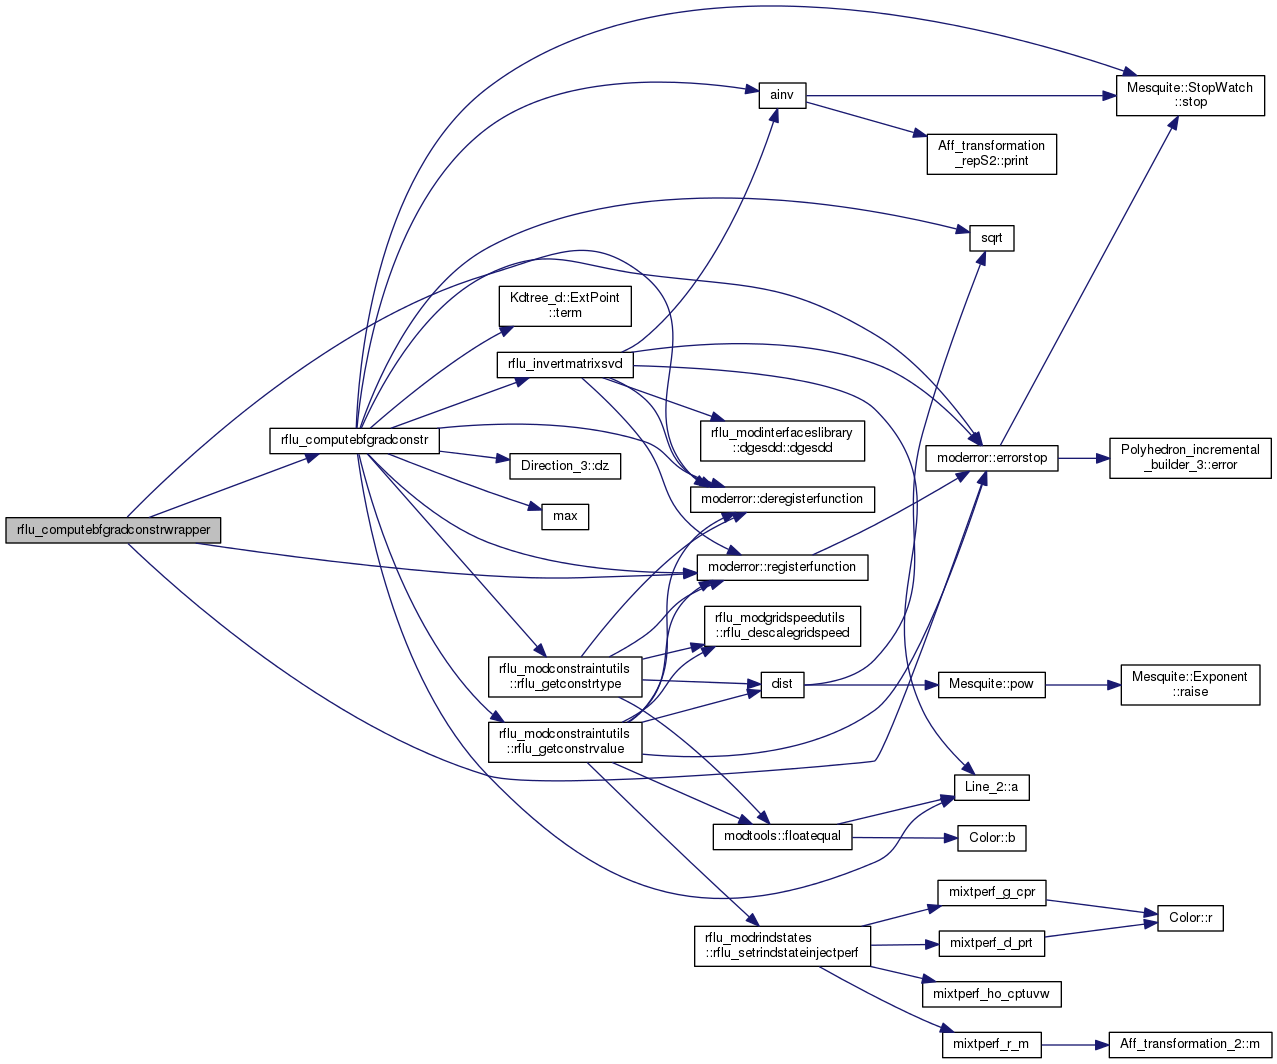 Mesquite::StopWatch
::stop
ainv
Aff_transformation
_repS2::print
sqrt
Kdtree_d::ExtPoint
::term
rflu_invertmatrixsvd
rflu_modinterfaceslibrary
::dgesdd::dgesdd
rflu_computebfgradconstr
moderror::errorstop
Polyhedron_incremental
_builder_3::error
Direction_3::dz
moderror::deregisterfunction
max
rflu_computebfgradconstrwrapper
moderror::registerfunction
rflu_modgridspeedutils
::rflu_descalegridspeed
rflu_modconstraintutils
::rflu_getconstrtype
dist
Mesquite::pow
Mesquite::Exponent
::raise
rflu_modconstraintutils
::rflu_getconstrvalue
Line_2::a
modtools::floatequal
Color::b
mixtperf_g_cpr
Color::r
rflu_modrindstates
::rflu_setrindstateinjectperf
mixtperf_d_prt
mixtperf_ho_cptuvw
mixtperf_r_m
Aff_transformation_2::m